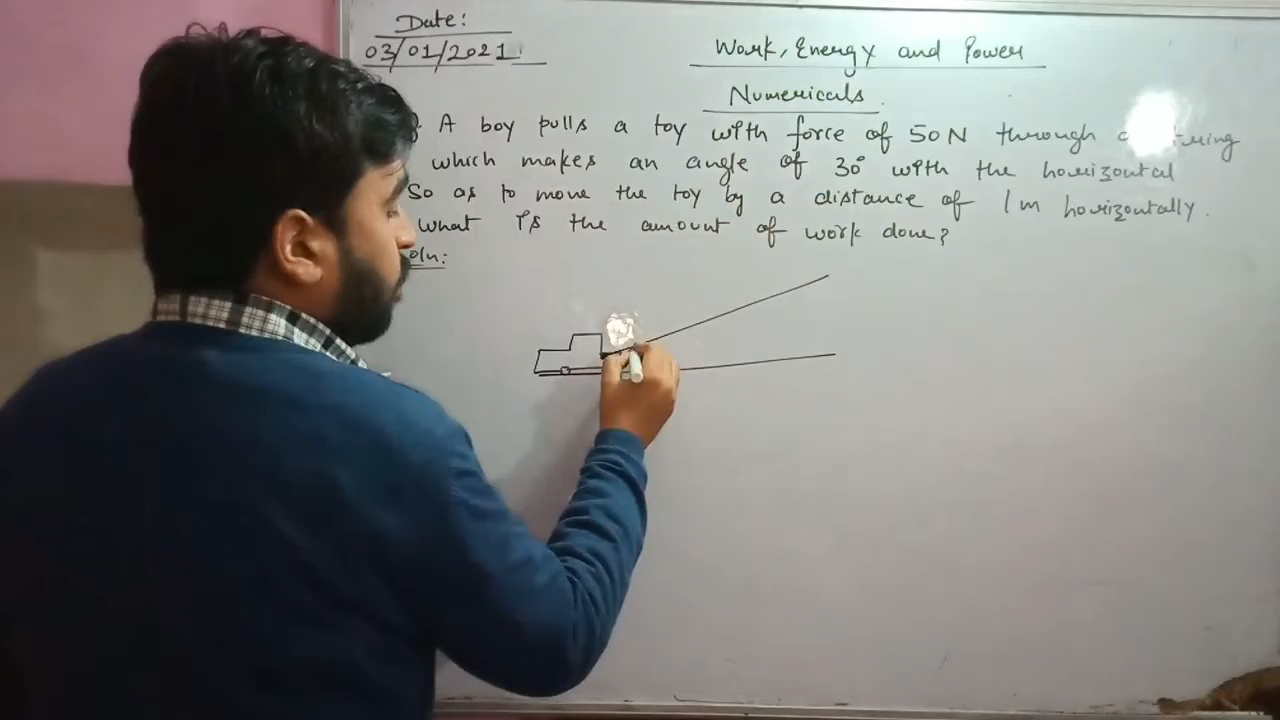 Date:
03/01/2021.
Work, Energy and Power
Numericals
A boy pulls a toy with force of 50N through
which makes an angle of 30° with the horizontal
So as to move the toy by a distance of 1m horizontally.
What is the amount of work done?
oln: